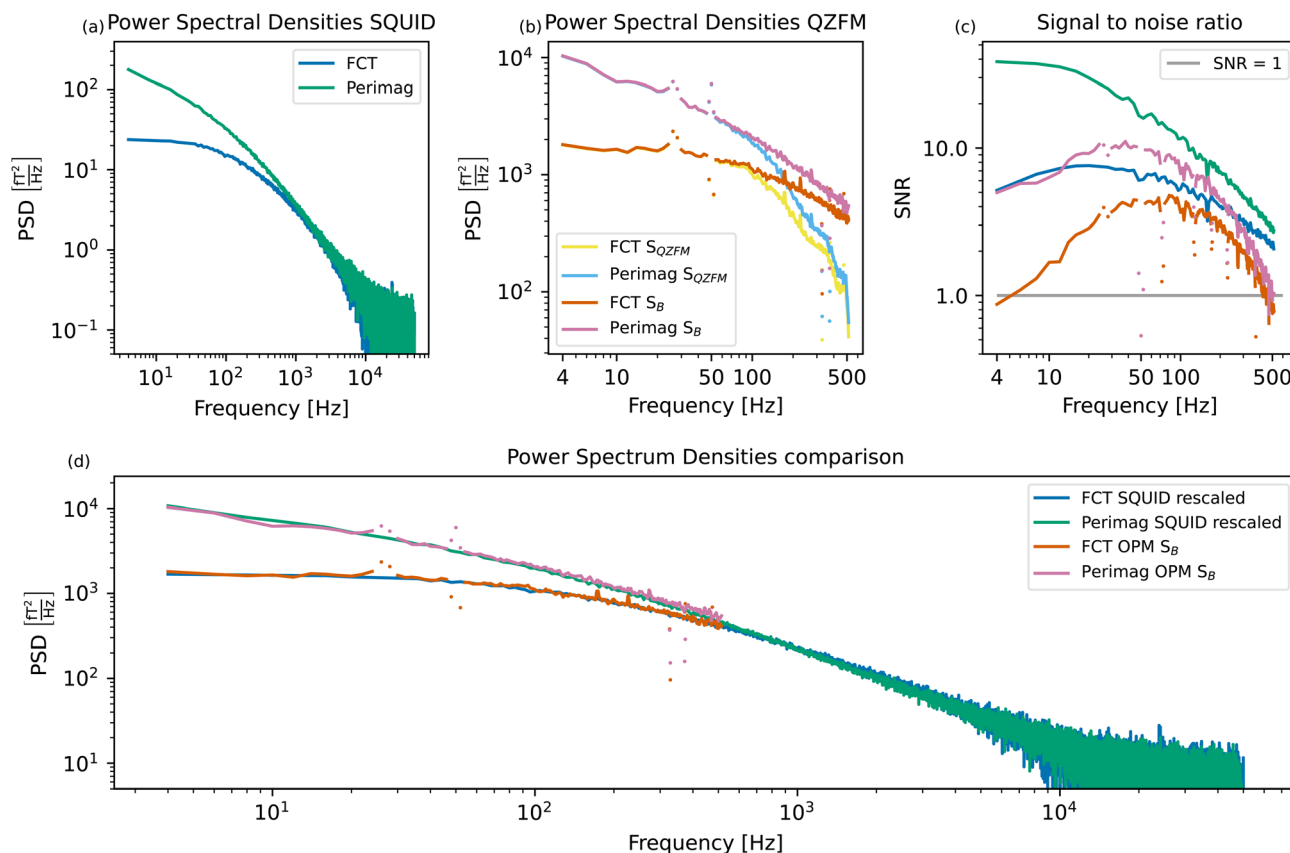 (a) Power Spectral Densities SQUID
FCT
Perimag
10²
10¹
10⁰
10⁻¹
PSD [fT²/Hz]
10¹ 10² 10³ 10⁴
Frequency [Hz]
(b) Power Spectral Densities QZFM
10⁴
10³
10²
PSD [fT²/Hz]
FCT S_QZFM
Perimag S_QZFM
FCT S_B
Perimag S_B
4 10 50 100 500
Frequency [Hz]
(c) Signal to noise ratio
SNR = 1
10.0
1.0
SNR
4 10 50 100 500
Frequency [Hz]
(d) Power Spectrum Densities comparison
FCT SQUID rescaled
Perimag SQUID rescaled
FCT OPM S_B
Perimag OPM S_B
10⁴
10³
10²
10¹
PSD [fT²/Hz]
10¹ 10² 10³ 10⁴
Frequency [Hz]